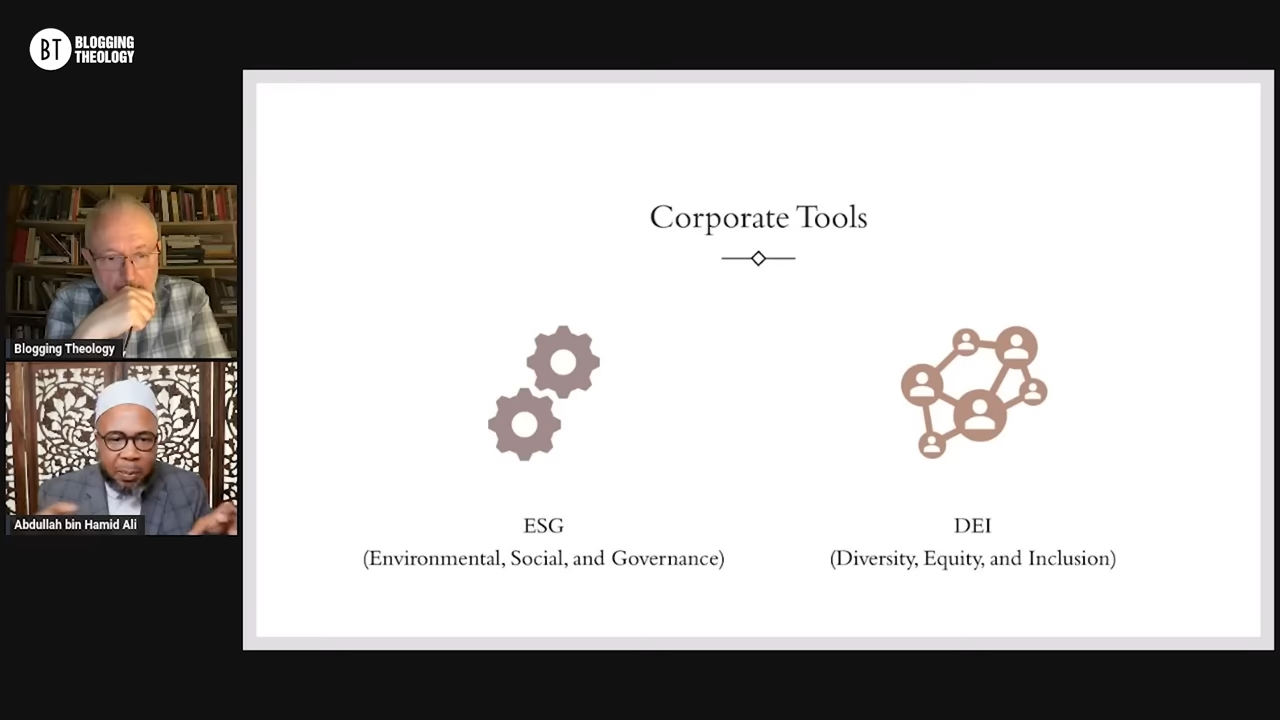 BT BLOGGING
THEOLOGY
Blogging Theology
Abdullah bin Hamid Ali
Corporate Tools
ESG
(Environmental, Social, and Governance)
DEI
(Diversity, Equity, and Inclusion)